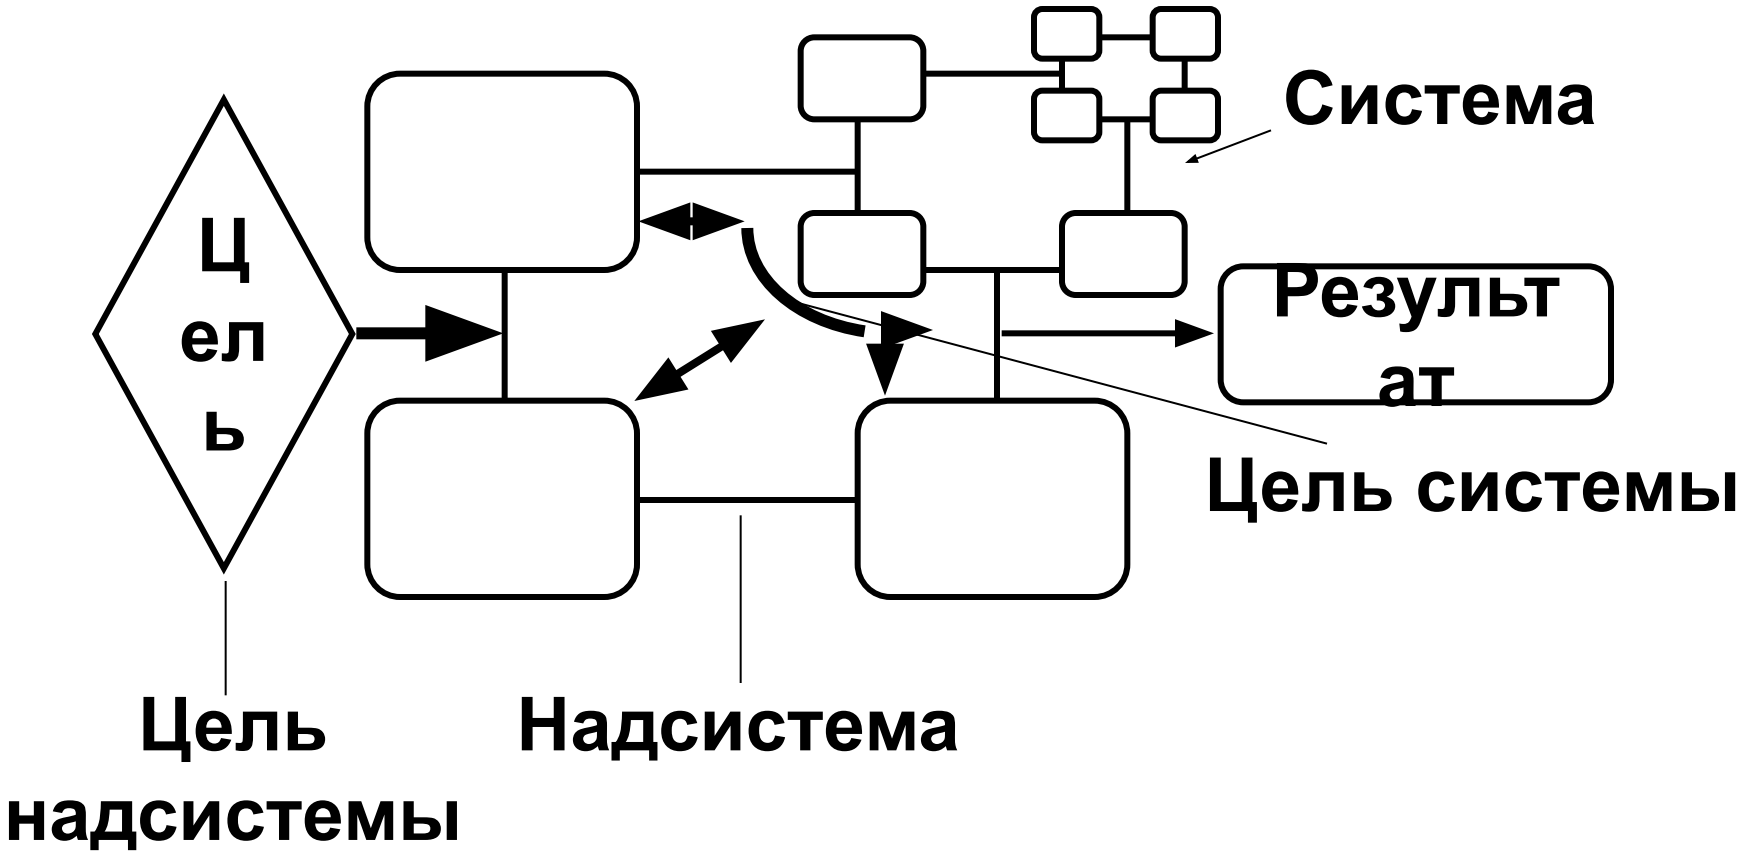 Ц
ел
ь
Система
Результ
ат
Цель системы
Надсистема
Цель
надсистемы